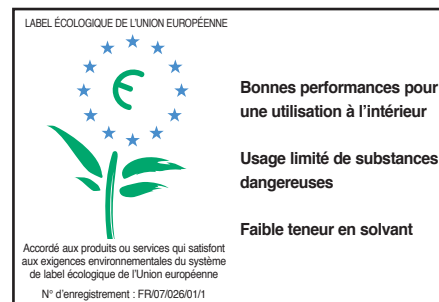 LABEL ÉCOLOGIQUE DE L'UNION EUROPÉENNE
Bonnes performances pour
une utilisation à l'intérieur
Usage limité de substances
dangereuses
Faible teneur en solvant
Accordé aux produits ou services qui satisfont
aux exigences environnementales du système
de label écologique de l'Union européenne
N° d'enregistrement : FR/07/026/01/1